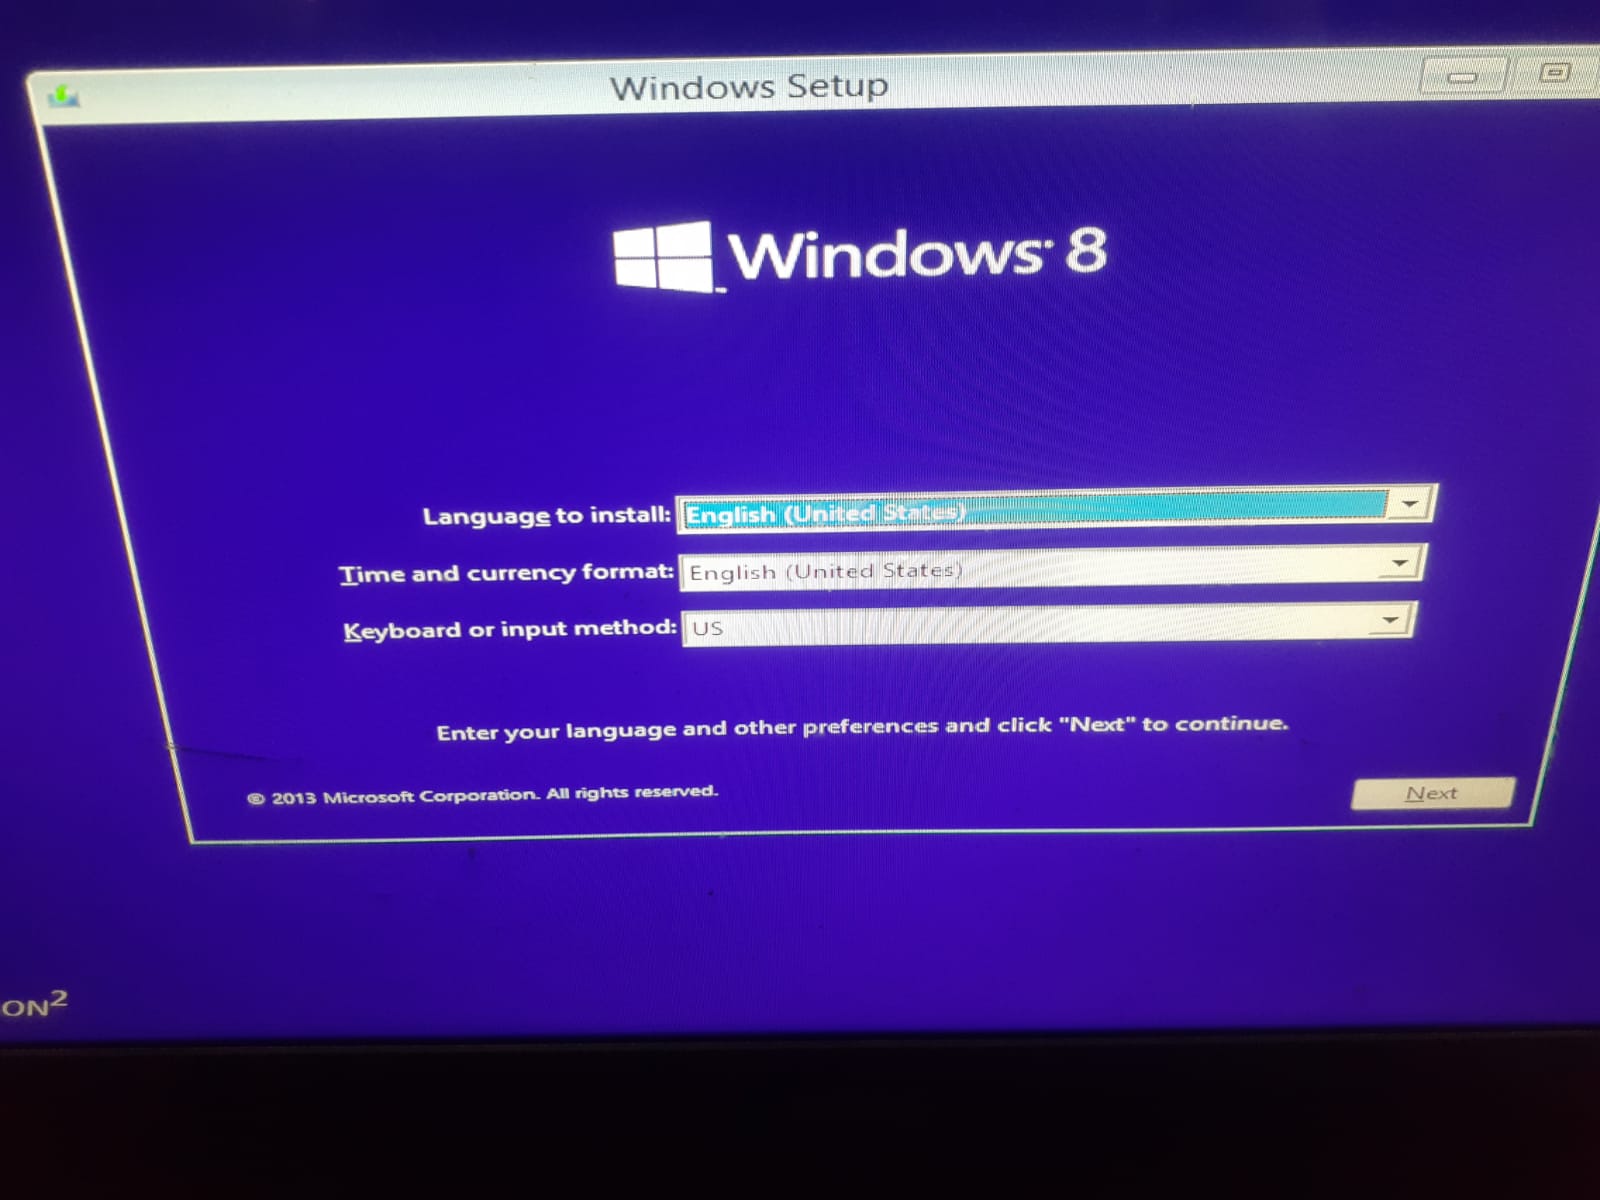 Windows Setup
Windows 8
Language to install: English (United States)
Time and currency format: English (United States)
Keyboard or input method: US
Enter your language and other preferences and click "Next" to continue.
© 2013 Microsoft Corporation. All rights reserved.
Next
ON²